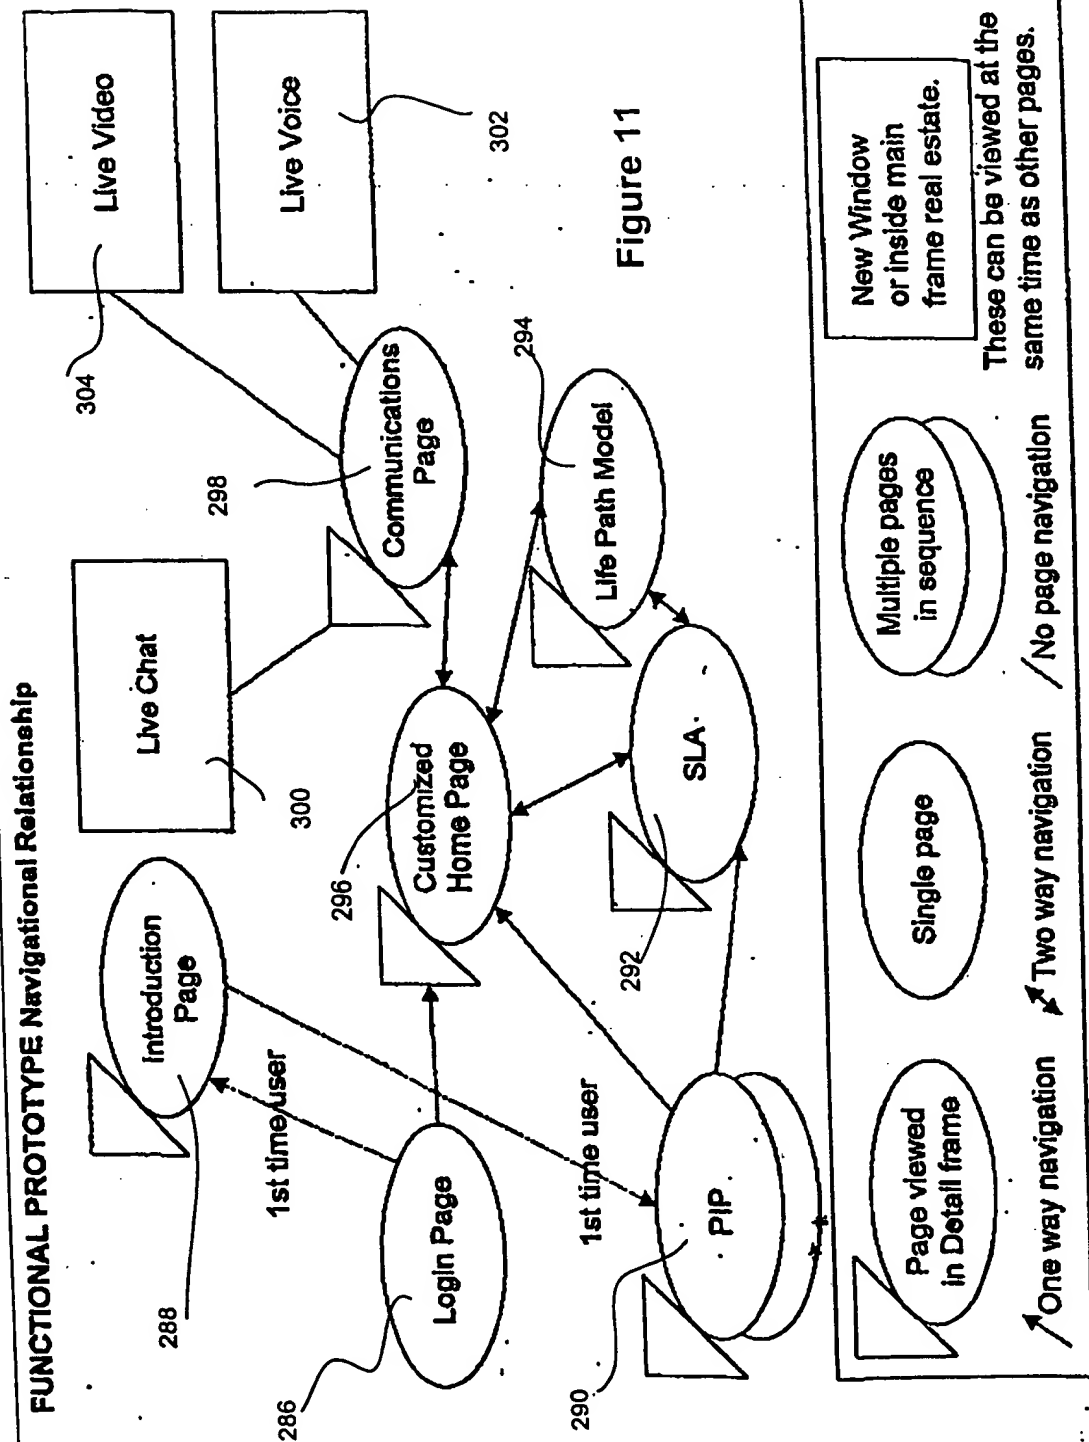 FUNCTIONAL PROTOTYPE Navigational Relationship
288
Introduction
Page
1st time user
286
Login Page
290
PIP
1st time user
300
Live Chat
296
Customized
Home Page
292
SLA
304
Live Video
Live Voice
302
298
Communications
Page
294
Life Path Model
Figure 11
Page viewed
in Detail frame
Single page
Multiple pages
in sequence
New Window
or inside main
frame real estate.
These can be viewed at the
same time as other pages.
One way navigation
Two way navigation
No page navigation